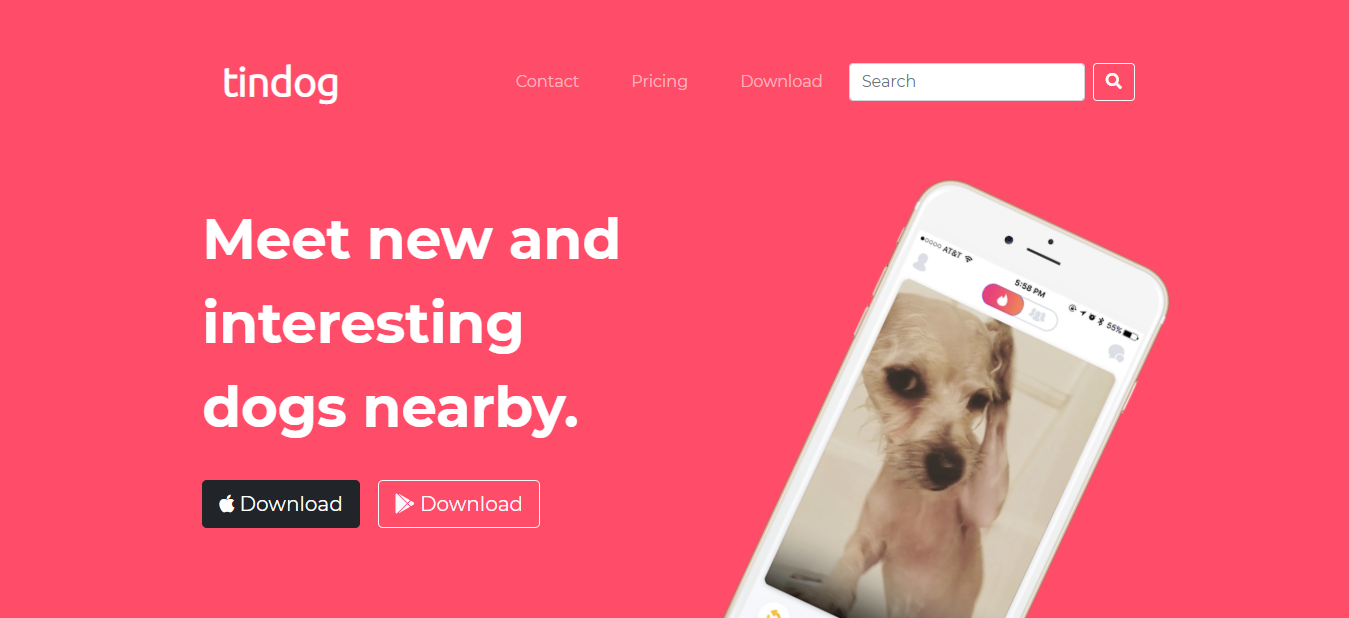 tindog
Contact Pricing Download Search
Meet new and
interesting
dogs nearby.
Download Download
AT&T
5:58 PM
55%